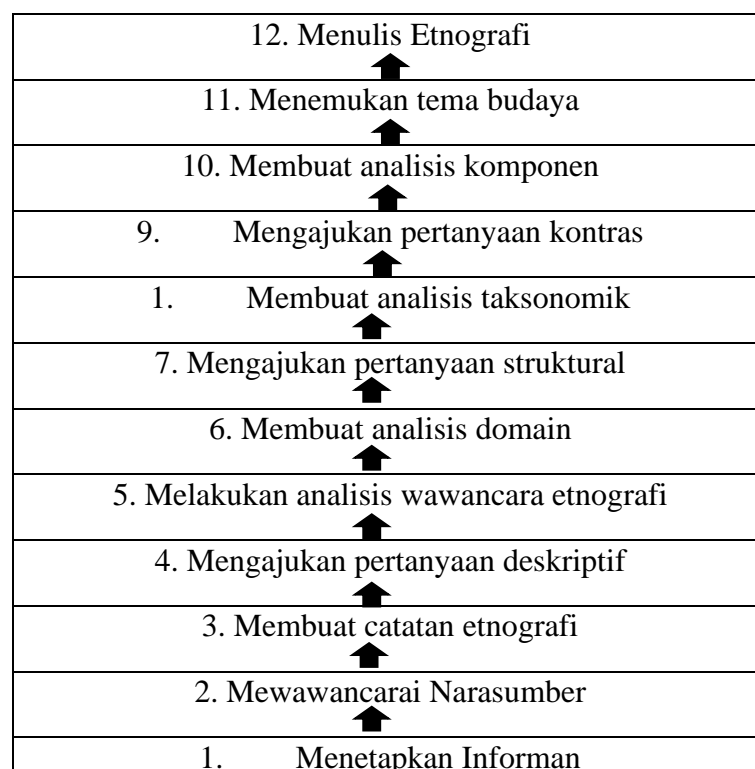 12. Menulis Etnografi
11. Menemukan tema budaya
10. Membuat analisis komponen
9. Mengajukan pertanyaan kontras
1. Membuat analisis taksonomik
7. Mengajukan pertanyaan struktural
6. Membuat analisis domain
5. Melakukan analisis wawancara etnografi
4. Mengajukan pertanyaan deskriptif
3. Membuat catatan etnografi
2. Mewawancarai Narasumber
1. Menetapkan Informan